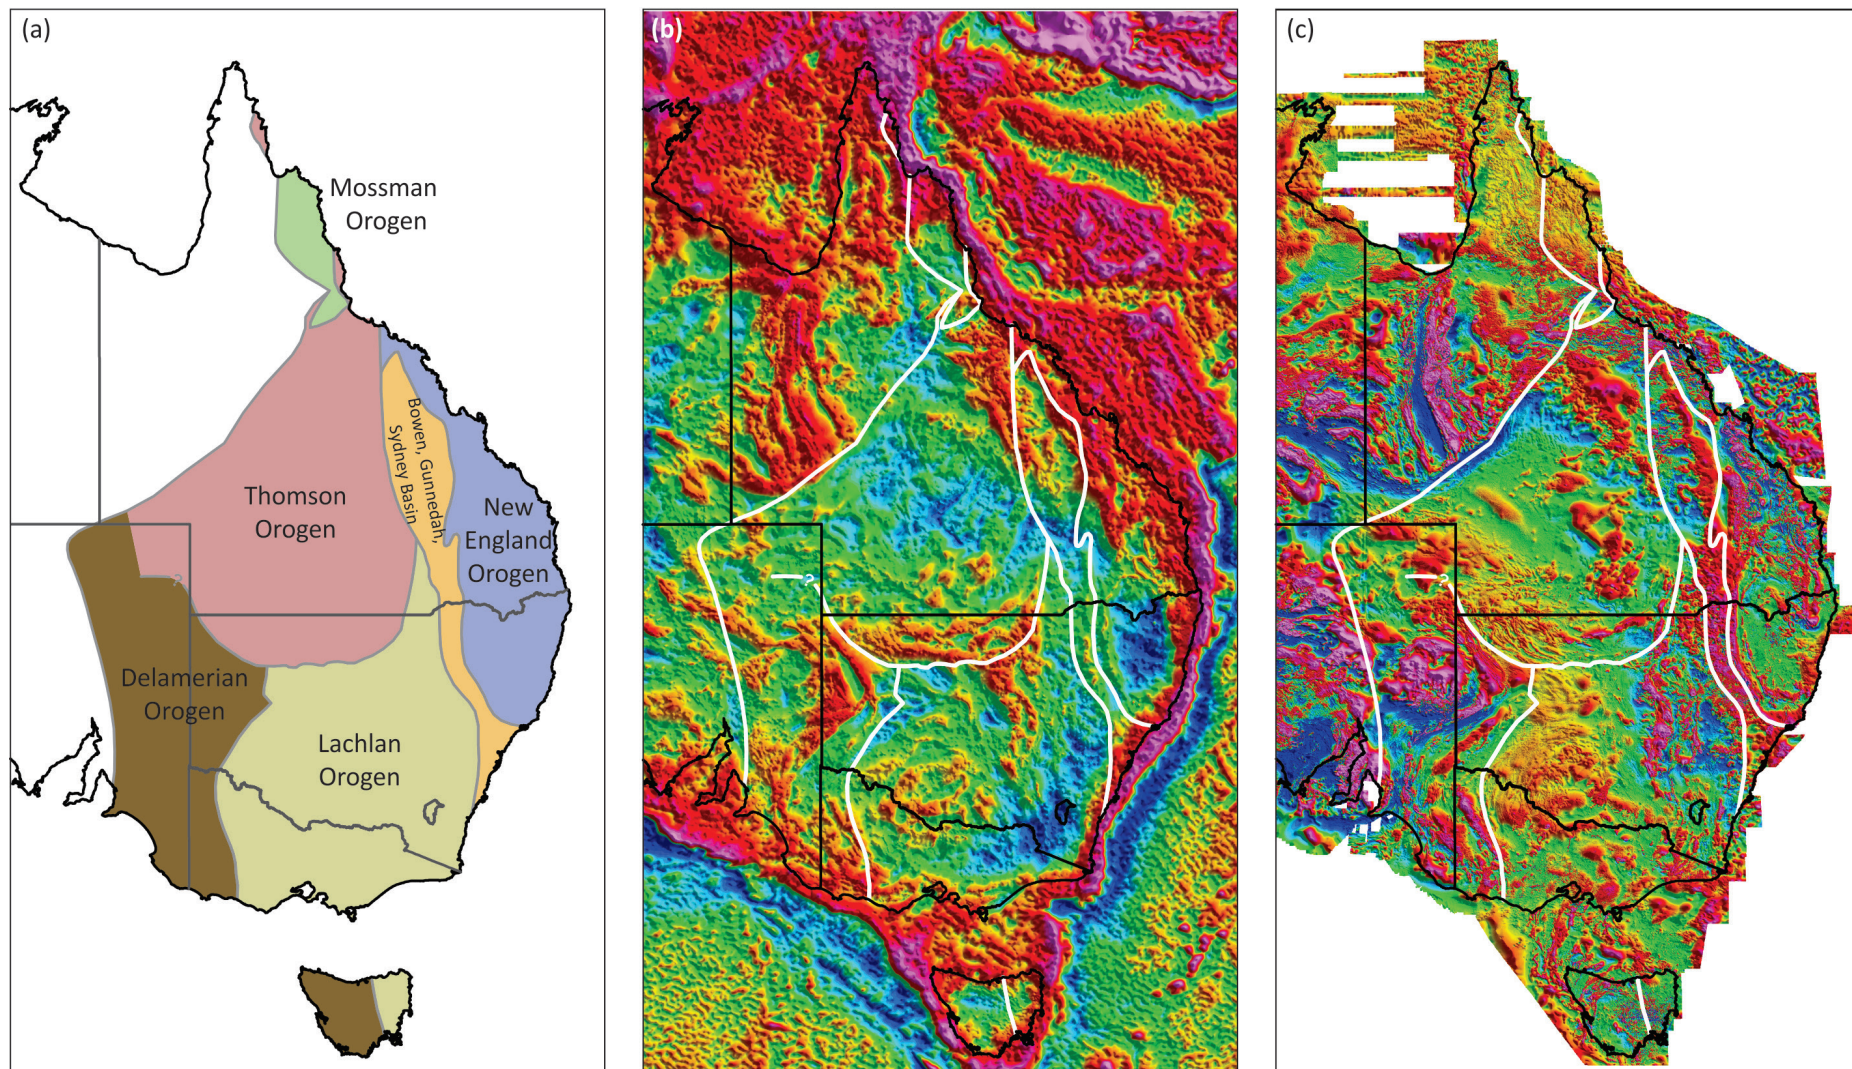 (a)
Mossman
Orogen
Thomson
Orogen
Bowen, Gunnedah,
Sydney Basin
New
England
Orogen
?
Delamerian
Orogen
Lachlan
Orogen
(b)
?
(c)
?